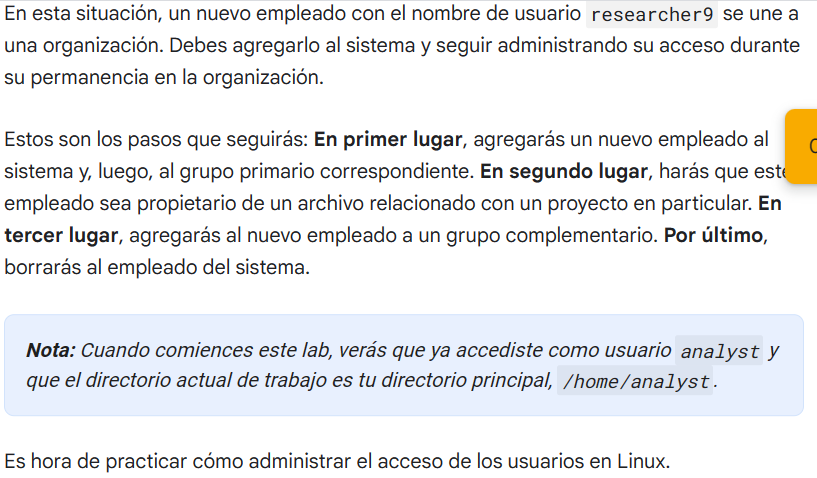 En esta situación, un nuevo empleado con el nombre de usuario researcher9 se une a
una organización. Debes agregarlo al sistema y seguir administrando su acceso durante
su permanencia en la organización.
Estos son los pasos que seguirás: En primer lugar, agregarás un nuevo empleado al
sistema y, luego, al grupo primario correspondiente. En segundo lugar, harás que este
empleado sea propietario de un archivo relacionado con un proyecto en particular. En
tercer lugar, agregarás al nuevo empleado a un grupo complementario. Por último,
borrarás al empleado del sistema.
Nota: Cuando comiences este lab, verás que ya accediste como usuario analyst y
que el directorio actual de trabajo es tu directorio principal, /home/analyst.
Es hora de practicar cómo administrar el acceso de los usuarios en Linux.